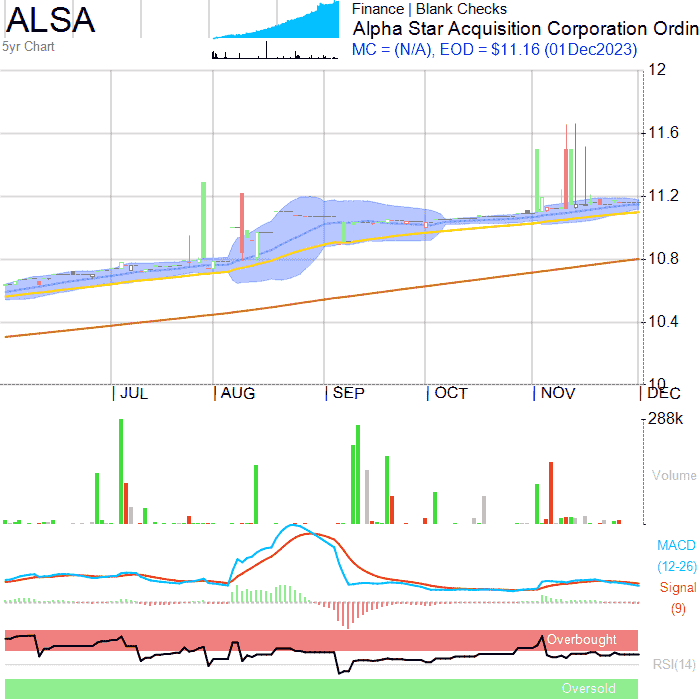 ALSA
5yr Chart
Finance | Blank Checks
Alpha Star Acquisition Corporation Ordin
MC = (N/A), EOD = $11.16 (01Dec2023)
12
11.6
11.2
10.8
10.4
10
JUL AUG SEP OCT NOV DEC
288k
Volume
MACD
(12-26)
Signal
(9)
Overbought
RSI(14)
Oversold